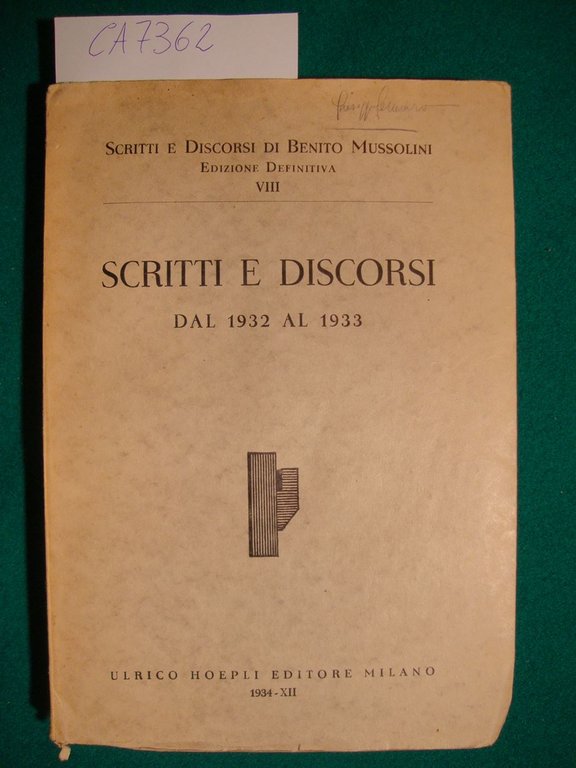 CA7362
SCRITTI E DISCORSI DI BENITO MUSSOLINI
EDIZIONE DEFINITIVA
VIII
SCRITTI E DISCORSI
DAL 1932 AL 1933
ULRICO HOEPLI EDITORE MILANO
1934-XII